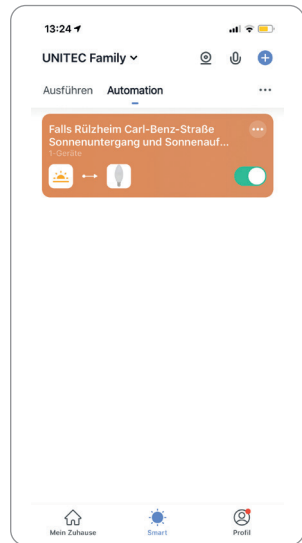 13:24
UNITEC Family
Ausführen Automation
Falls Rülzheim Carl-Benz-Straße
Sonnenuntergang und Sonnenauf...
1-Geräte
Mein Zuhause Smart Profil